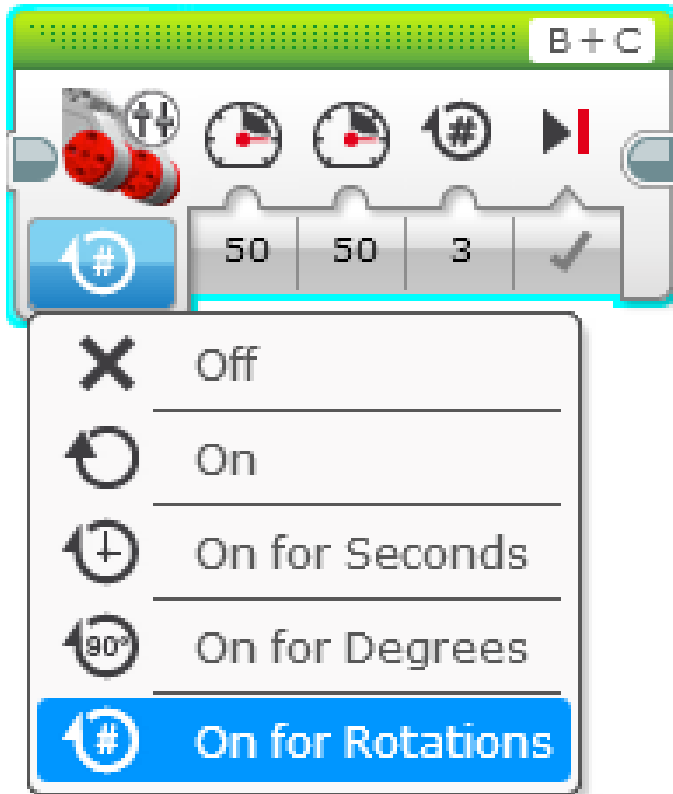 B + C
#
50 50 3
#
Off
On
On for Seconds
90° On for Degrees
# On for Rotations